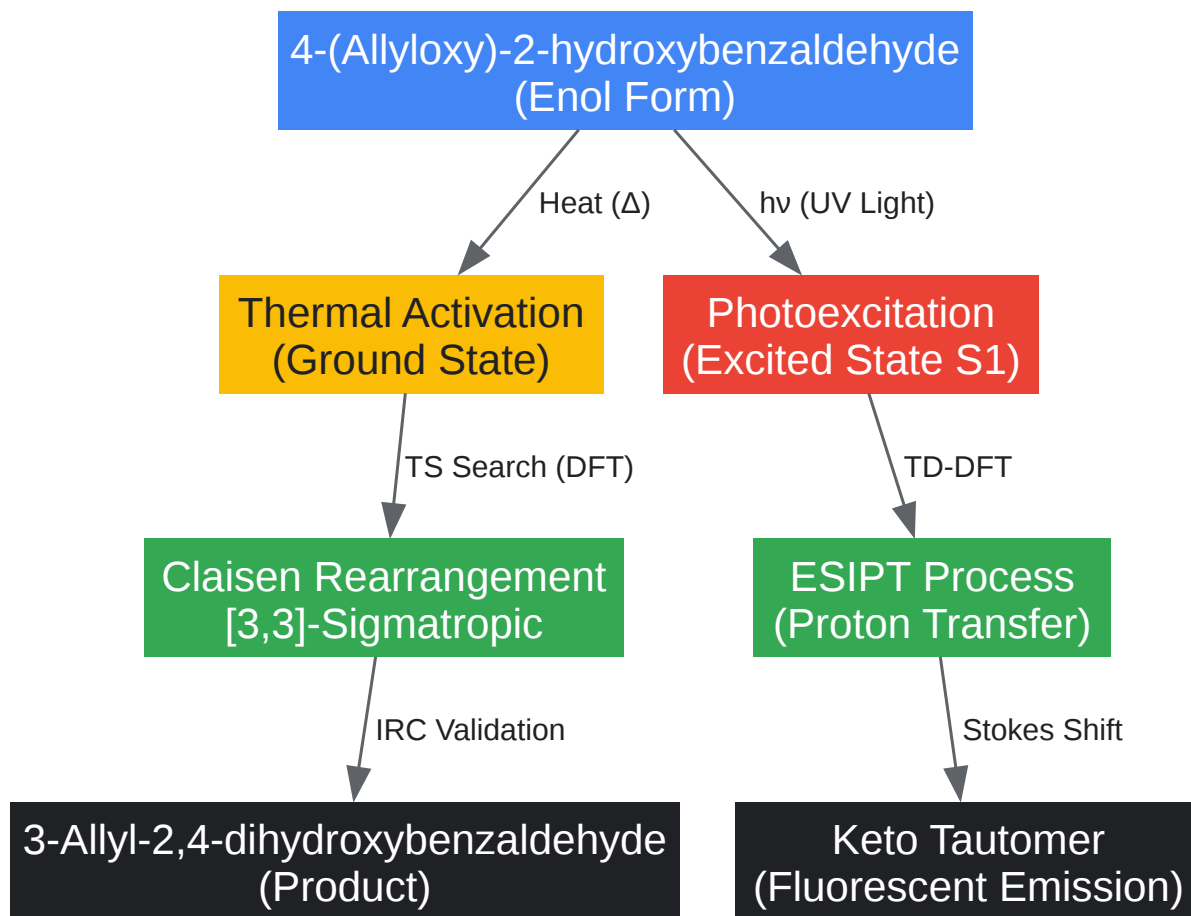 4-(Allyloxy)-2-hydroxybenzaldehyde
(Enol Form)
Heat (Δ)
hν (UV Light)
Thermal Activation
(Ground State)
Photoexcitation
(Excited State S1)
TS Search (DFT)
TD-DFT
Claisen Rearrangement
[3,3]-Sigmatropic
ESIPT Process
(Proton Transfer)
IRC Validation
Stokes Shift
3-Allyl-2,4-dihydroxybenzaldehyde
(Product)
Keto Tautomer
(Fluorescent Emission)